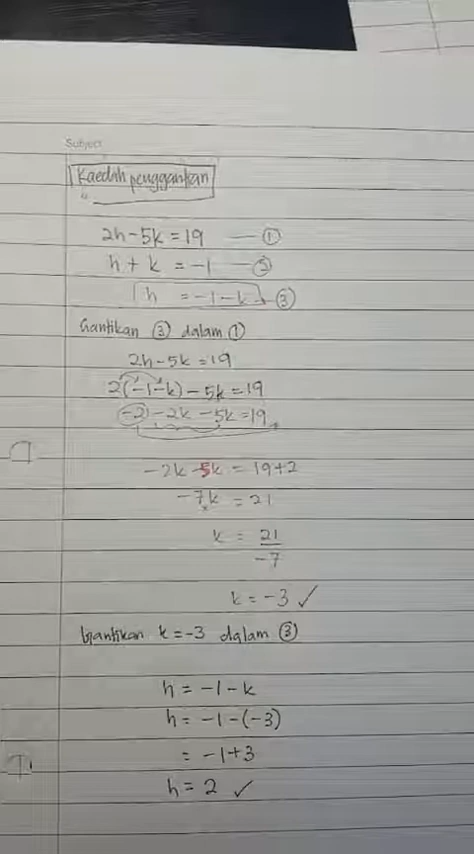 Subject
Kaedah penggantian
2h - 5k = 19 — ①
h + k = -1 — ②
h = -1 - k — ③
Gantikan ③ dalam ①
2h - 5k = 19
2(-1 - k) - 5k = 19
-2 - 2k - 5k = 19
-2k - 5k = 19 + 2
-7k = 21
k = 21/-7
k = -3 ✓
Gantikan k = -3 dalam ③
h = -1 - k
h = -1 - (-3)
= -1 + 3
h = 2 ✓